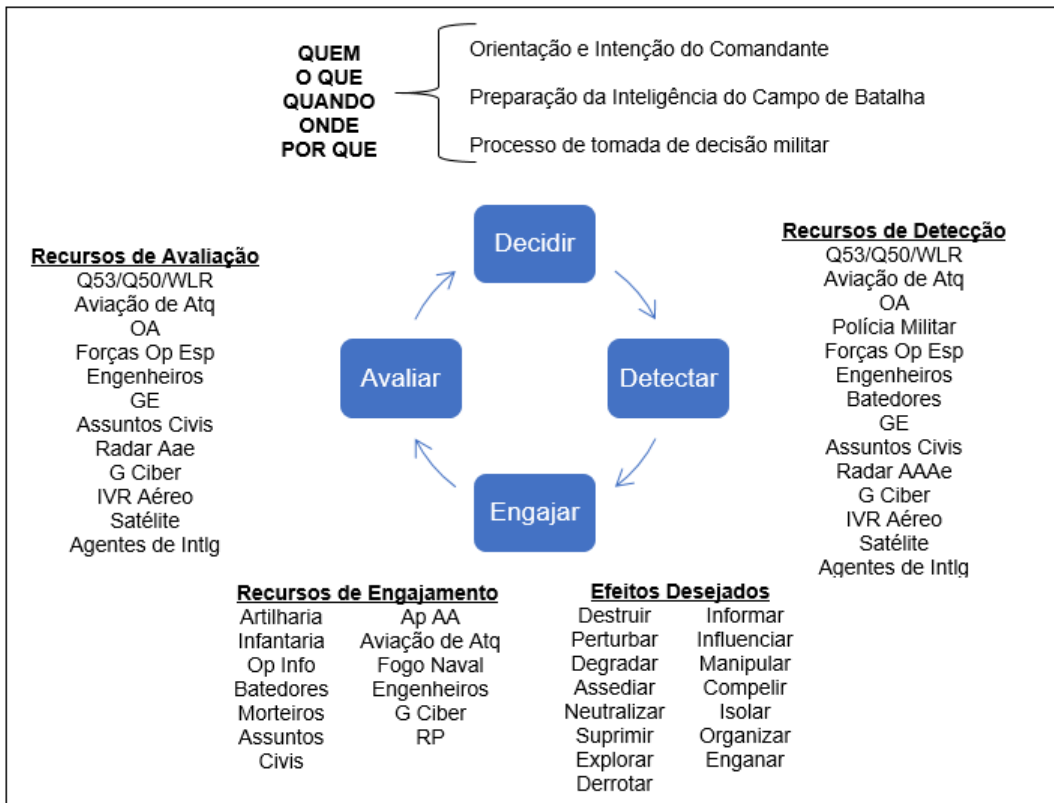 QUEM
O QUE
QUANDO
ONDE
POR QUE
Orientação e Intenção do Comandante
Preparação da Inteligência do Campo de Batalha
Processo de tomada de decisão militar
Decidir
Detectar
Engajar
Avaliar
Recursos de Avaliação
Q53/Q50/WLR
Aviação de Atq
OA
Forças Op Esp
Engenheiros
GE
Assuntos Civis
Radar Aae
G Ciber
IVR Aéreo
Satélite
Agentes de Intlg
Recursos de Detecção
Q53/Q50/WLR
Aviação de Atq
OA
Polícia Militar
Forças Op Esp
Engenheiros
Batedores
GE
Assuntos Civis
Radar AAAe
G Ciber
IVR Aéreo
Satélite
Agentes de Intlg
Recursos de Engajamento
Artilharia
Infantaria
Op Info
Batedores
Morteiros
Assuntos
Civis
Ap AA
Aviação de Atq
Fogo Naval
Engenheiros
G Ciber
RP
Efeitos Desejados
Destruir
Perturbar
Degradar
Assediar
Neutralizar
Suprimir
Explorar
Derrotar
Informar
Influenciar
Manipular
Compelir
Isolar
Organizar
Enganar